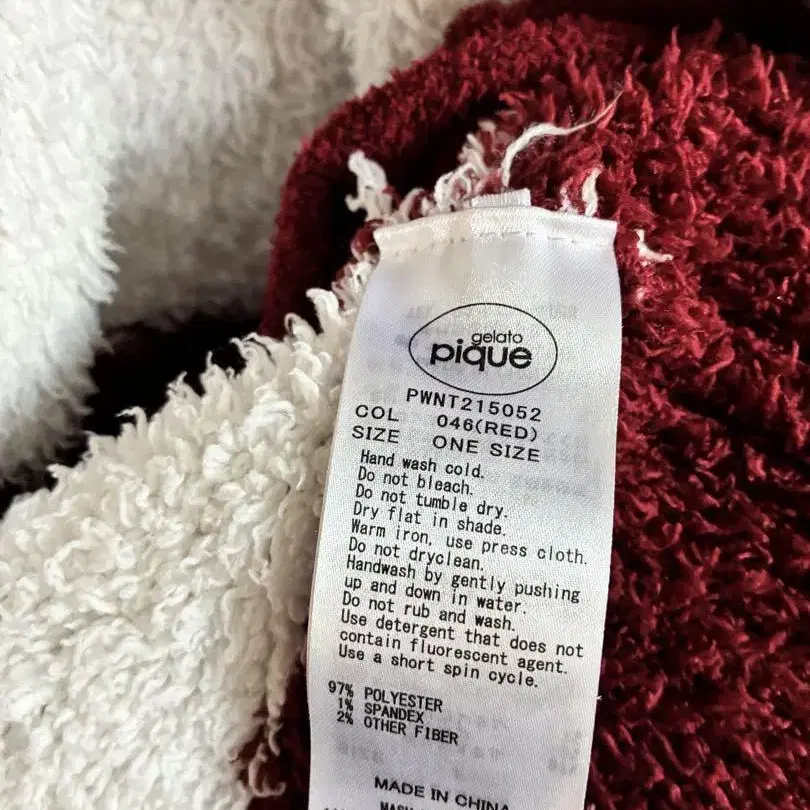 gelato
pique
PWNT215052
COL 046(RED)
SIZE ONE SIZE
Hand wash cold.
Do not bleach.
Do not tumble dry.
Dry flat in shade.
Warm iron, use press cloth.
Do not dryclean.
Handwash by gently pushing
up and down in water.
Do not rub and wash.
Use detergent that does not
contain fluorescent agent.
Use a short spin cycle.
97% POLYESTER
1% SPANDEX
2% OTHER FIBER
MADE IN CHINA